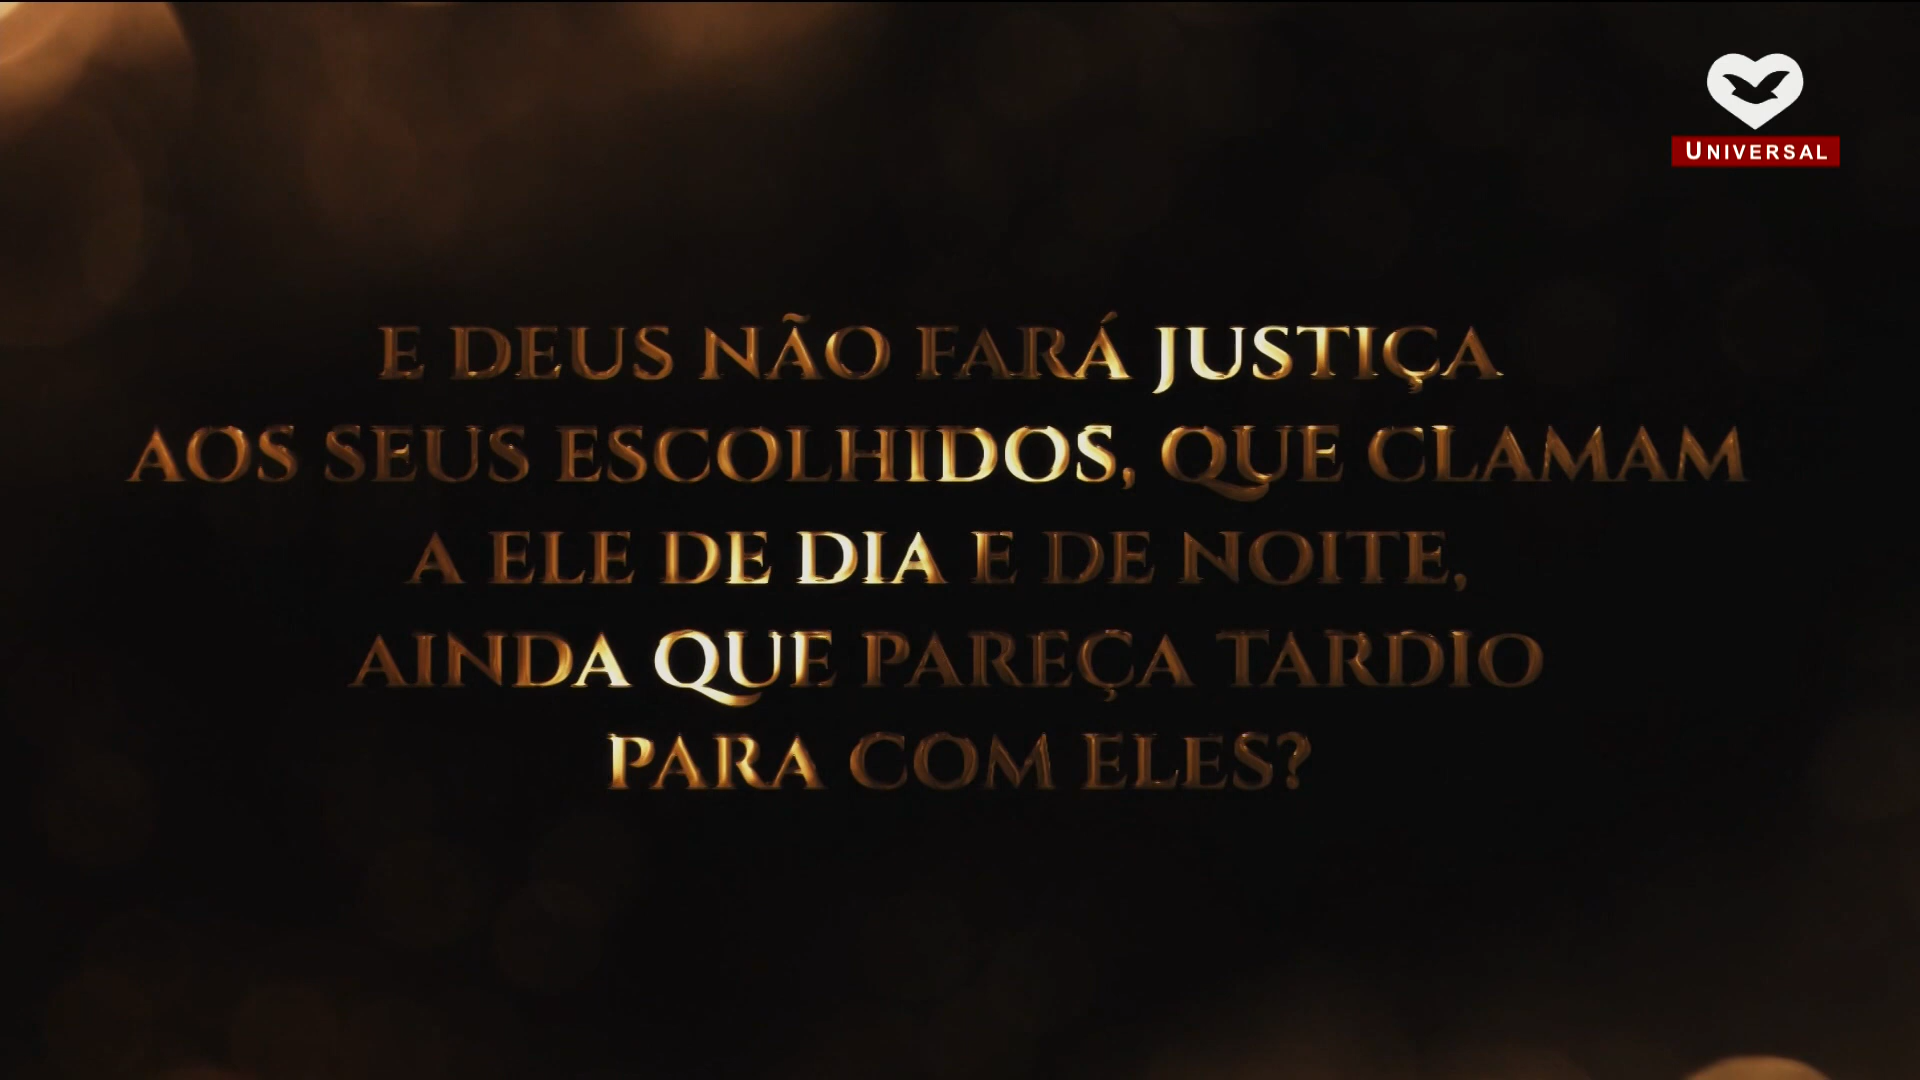 UNIVERSAL
E DEUS NÃO FARÁ JUSTIÇA
AOS SEUS ESCOLHIDOS, QUE CLAMAM
A ELE DE DIA E DE NOITE,
AINDA QUE PAREÇA TARDIO
PARA COM ELES?